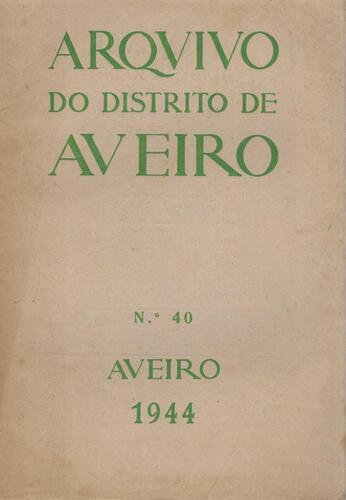 ARQVIVO
DO DISTRITO DE
AVEIRO
N.º 40
AVEIRO
1944